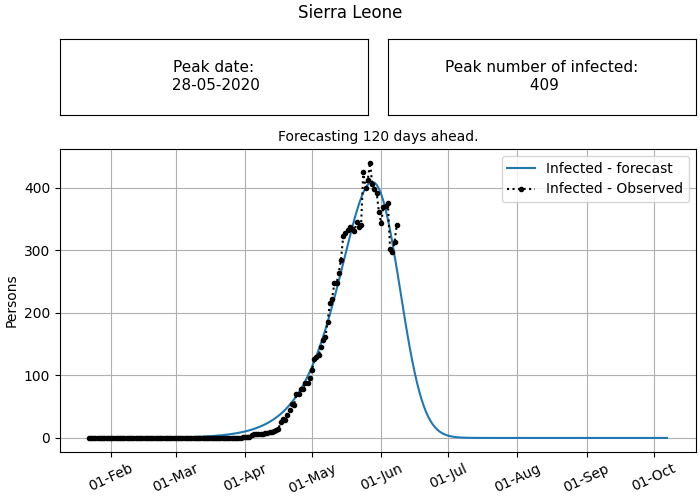 Sierra Leone
Peak date:
28-05-2020
Peak number of infected:
409
Forecasting 120 days ahead.
Infected - forecast
Infected - Observed
Persons
400
300
200
100
0
01-Feb
01-Mar
01-Apr
01-May
01-Jun
01-Jul
01-Aug
01-Sep
01-Oct